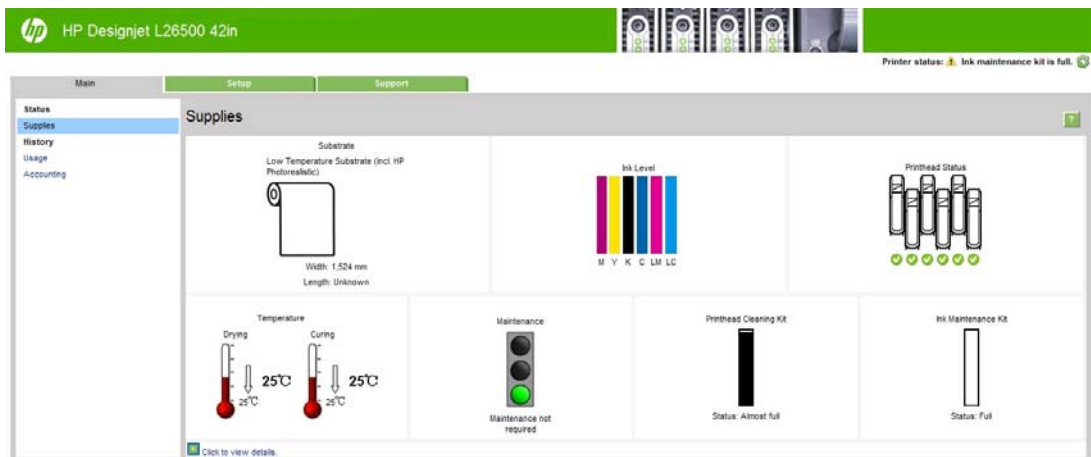 hp HP Designjet L26500 42in
Printer status: Ink maintenance kit is full.
Main Setup Support
Status
Supplies
History
Usage
Accounting
Supplies
?
Substrate
Low Temperature Substrate (incl. HP
Photorealistic)
Width: 1,524 mm
Length: Unknown
Ink Level
M Y K C LM LC
Printhead Status
Temperature
Drying Curing
25°C 25°C
25°C 25°C
Maintenance
Maintenance not
required
Printhead Cleaning Kit
Status: Almost full
Ink Maintenance Kit
Status: Full
Click to view details.